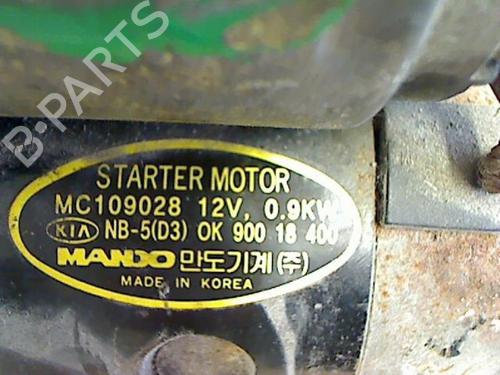 B-PARTS
STARTER MOTOR
MC109028 12V, 0.9KW
KIA NB-5(D3) OK 900 18 400
MANDO 만도기계(주)
MADE IN KOREA